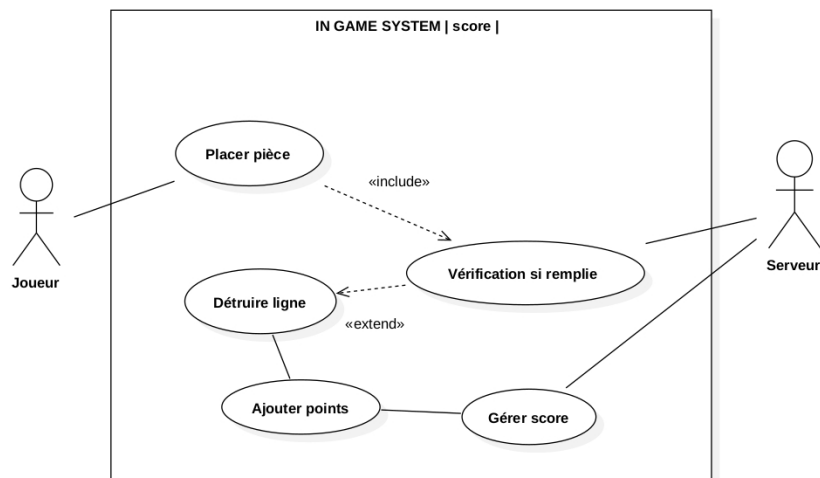 IN GAME SYSTEM | score |
Placer pièce
«include»
Joueur
Serveur
Vérification si remplie
Détruire ligne
«extend»
Ajouter points
Gérer score